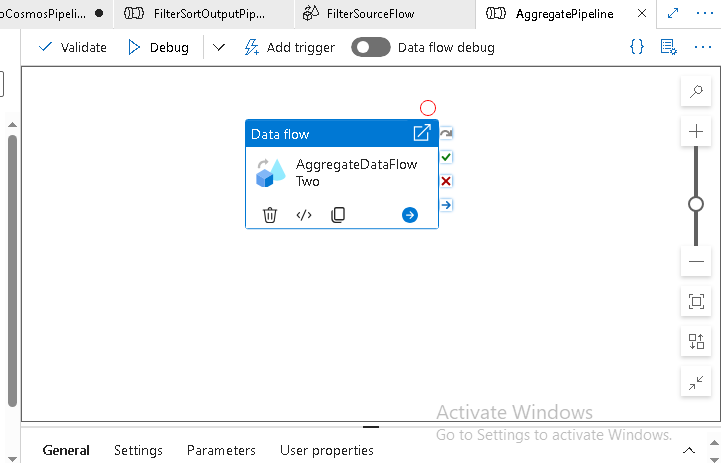 oCosmosPipeli...
FilterSortOutputPip...
FilterSourceFlow
AggregatePipeline
Validate
Debug
Add trigger
Data flow debug
Data flow
AggregateDataFlow
Two
Activate Windows
Go to Settings to activate Windows.
General
Settings
Parameters
User properties